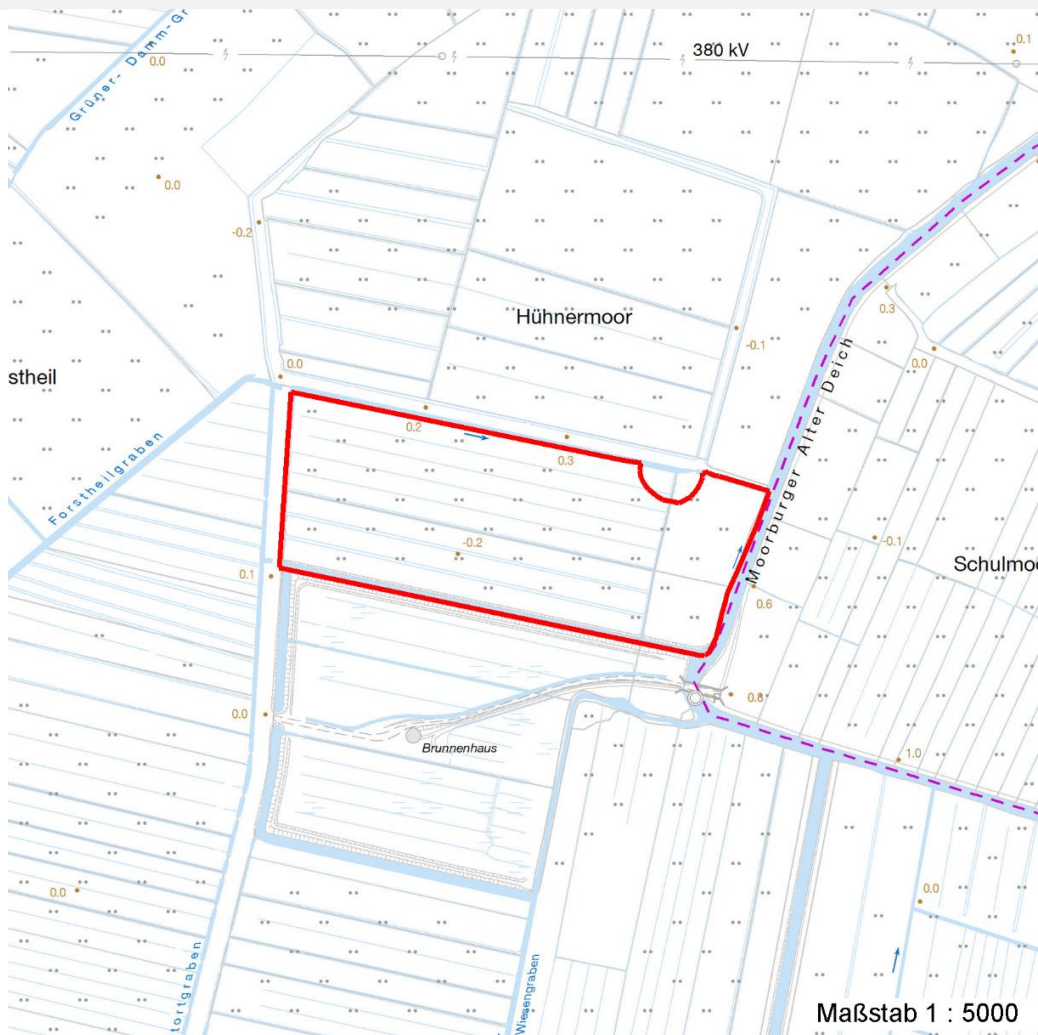 380 kV
0.1
0.0
Grüner- Damm-Gr
0.0
-0.2
Hühnermoor
0.3
-0.1
0.0
stheil
0.0
0.2
0.3
Forstheilgraben
Moorburger Alter Deich
-0.2
-0.1
Schulmoo
0.1
0.6
0.8
P
0.0
Brunnenhaus
1.0
0.0
0.0
tortgraben
Wiesengraben
Maßstab 1 : 5000